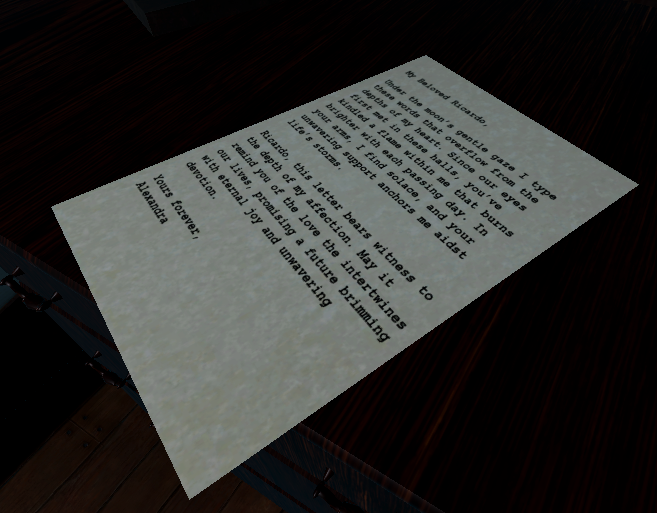 My Beloved Ricardo,
Under the moon's gentle gaze I type
these words that overflow from the
depths of my heart. Since our eyes
first met in these halls, you've
kindled a flame within me that burns
brighter with each passing day. In
your arms, I find solace, and your
unwavering support anchors me aidst
life's storms.
Ricardo, this letter bears witness to
the depth of my affection. May it
remind you of the love the intertwines
our lives, promising a future brimming
with eternal joy and unwavering
devotion.
Yours forever,
Alexandra